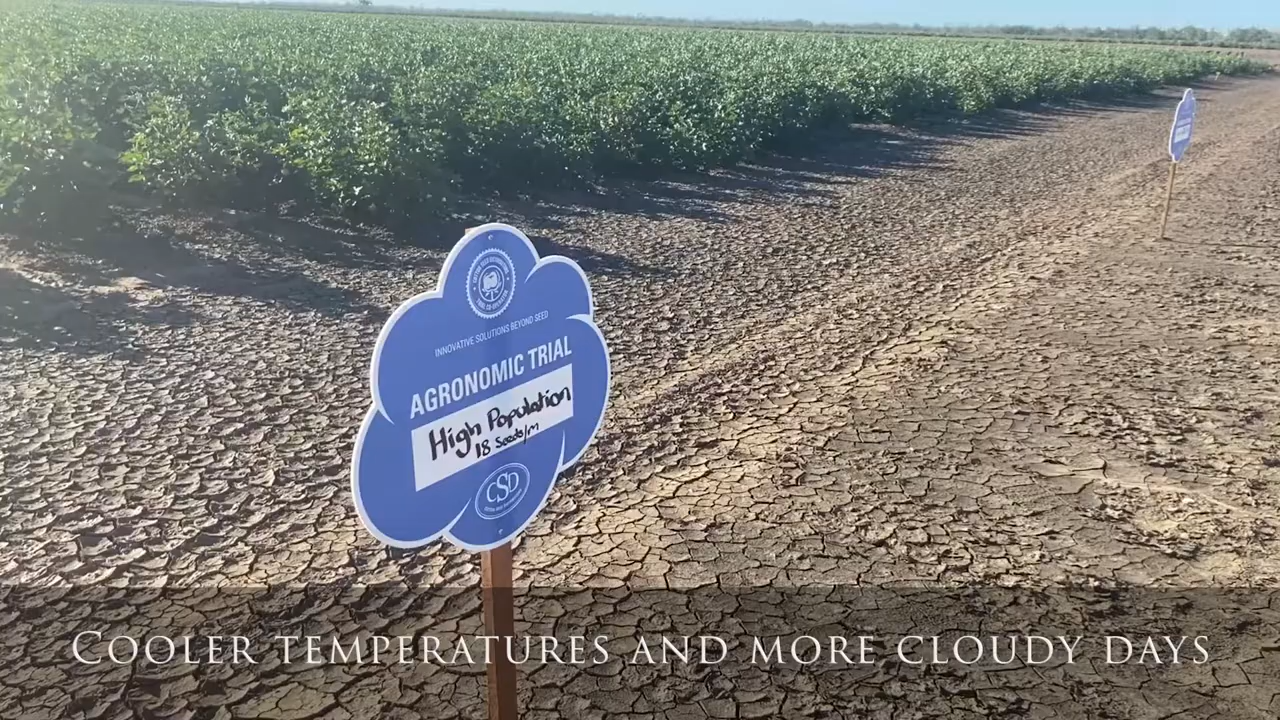 INNOVATIVE SOLUTIONS BEYOND SEED
AGRONOMIC TRIAL
High Population
18 Seeds/m
CSD
COOLER TEMPERATURES AND MORE CLOUDY DAYS